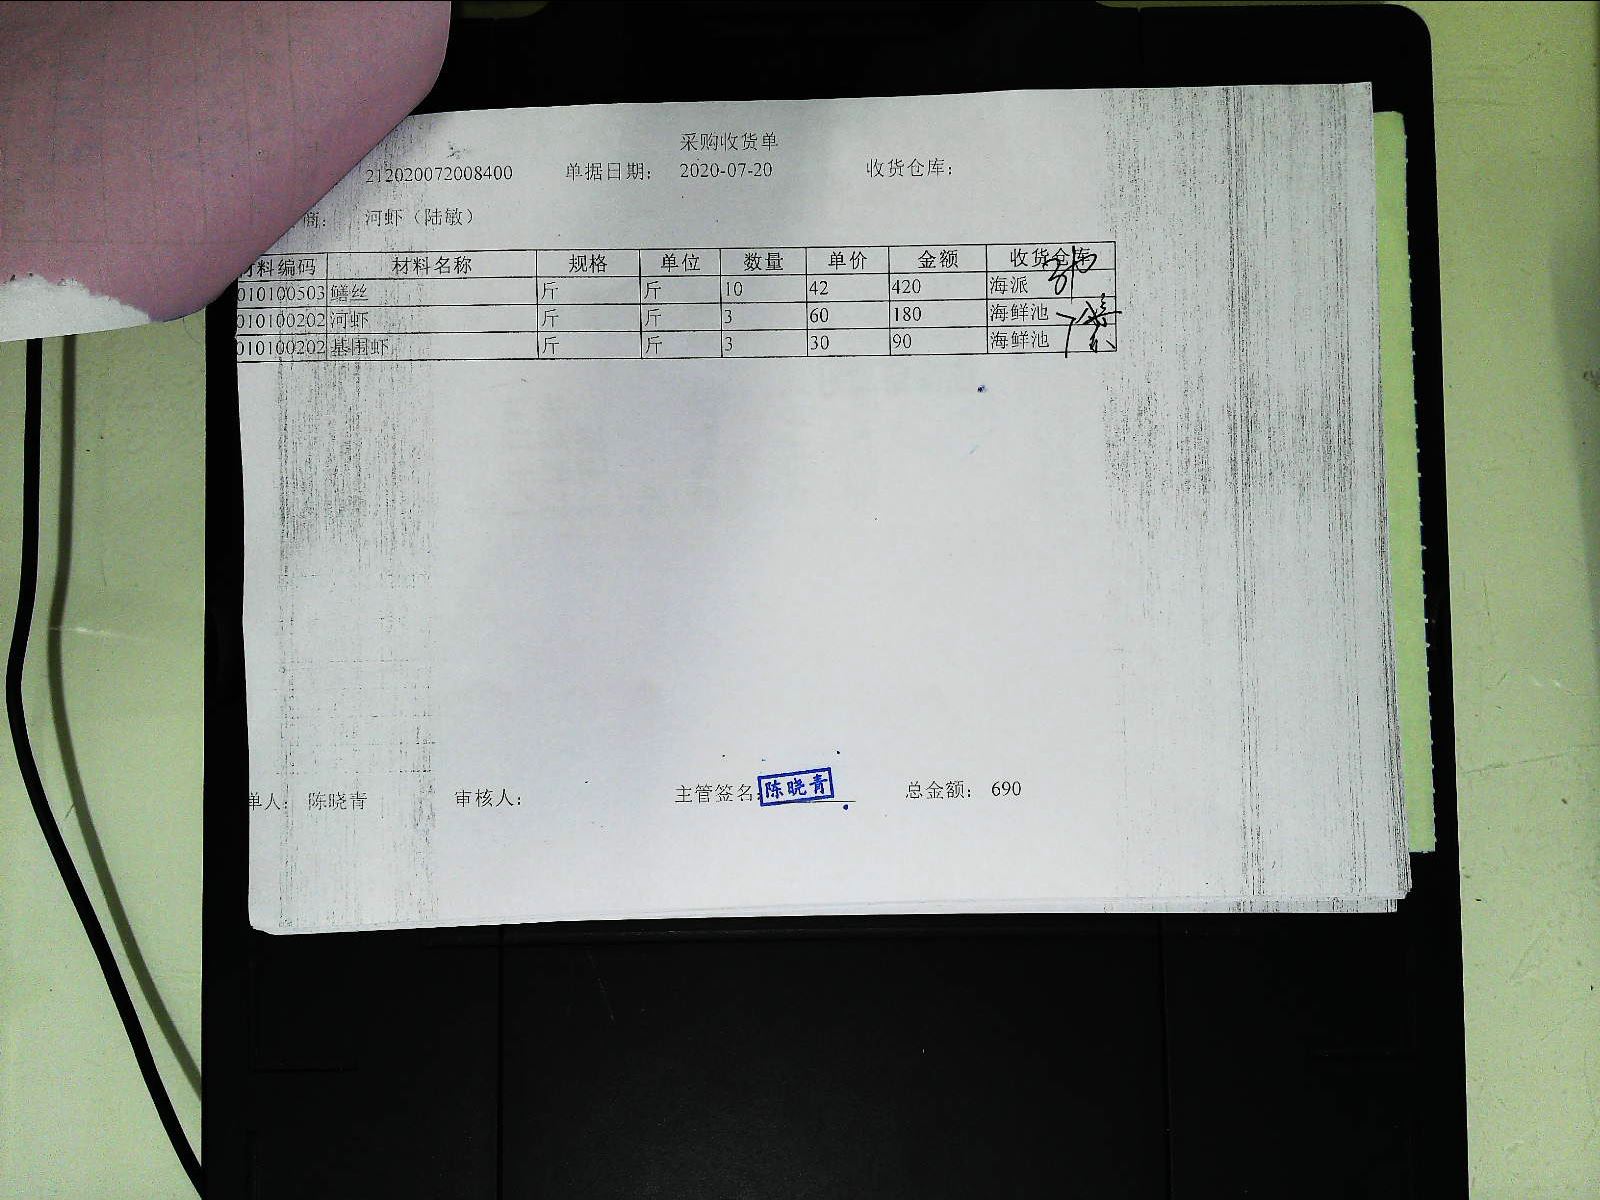 采购收货单
212020072008400 单据日期： 2020-07-20 收货仓库：
商： 河虾（陆敏）
材料编码 材料名称 规格 单位 数量 单价 金额 收货仓库
010100503 鳝丝 斤 斤 10 42 420 海派
010100202 河虾 斤 斤 3 60 180 海鲜池
010100202 基围虾 斤 斤 3 30 90 海鲜池
单人： 陈晓青 审核人： 主管签名： 陈晓青 总金额： 690